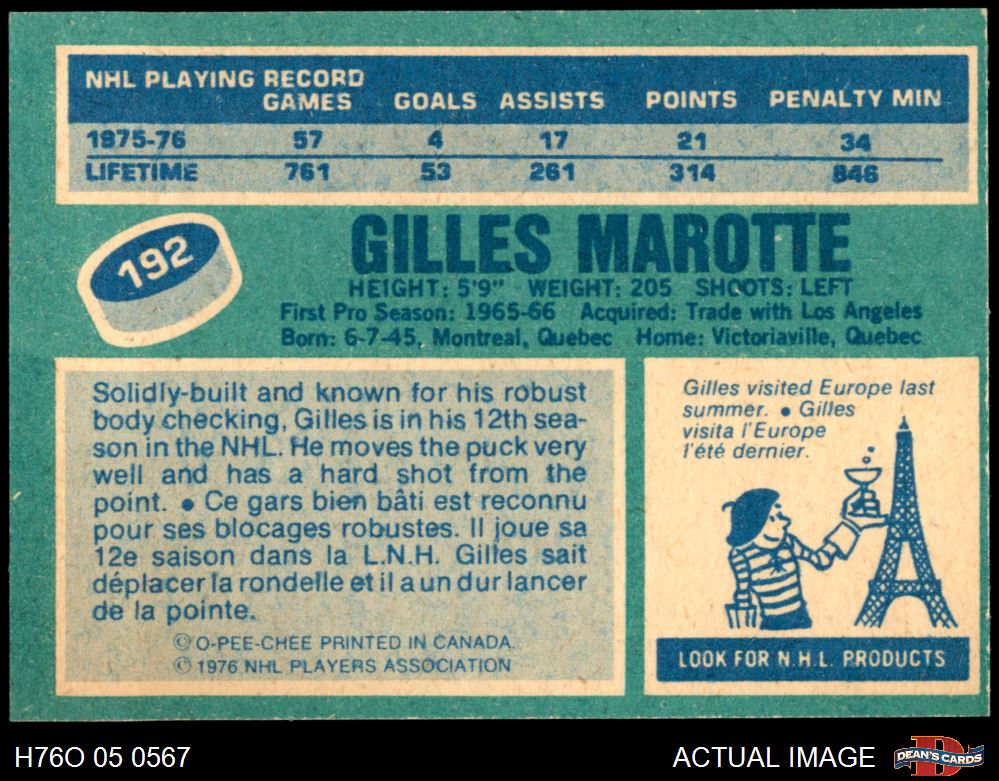 NHL PLAYING RECORD
GAMES GOALS ASSISTS POINTS PENALTY MIN
1975-76 57 4 17 21 34
LIFETIME 761 53 261 314 846
192
GILLES MAROTTE
HEIGHT: 5'9" WEIGHT: 205 SHOOTS: LEFT
First Pro Season: 1965-66 Acquired: Trade with Los Angeles
Born: 6-7-45, Montreal, Quebec Home: Victoriaville, Quebec
Solidly-built and known for his robust
body checking, Gilles is in his 12th sea-
son in the NHL. He moves the puck very
well and has a hard shot from the
point. • Ce gars bien bâti est reconnu
pour ses blocages robustes. Il joue sa
12e saison dans la L.N.H. Gilles sait
déplacer la rondelle et il a un dur lancer
de la pointe.
© O-PEE-CHEE PRINTED IN CANADA.
© 1976 NHL PLAYERS ASSOCIATION
Gilles visited Europe last
summer. • Gilles
visita l'Europe
l'été dernier.
LOOK FOR N.H.L. PRODUCTS
H76O 05 0567
ACTUAL IMAGE
D
DEAN'S CARDS